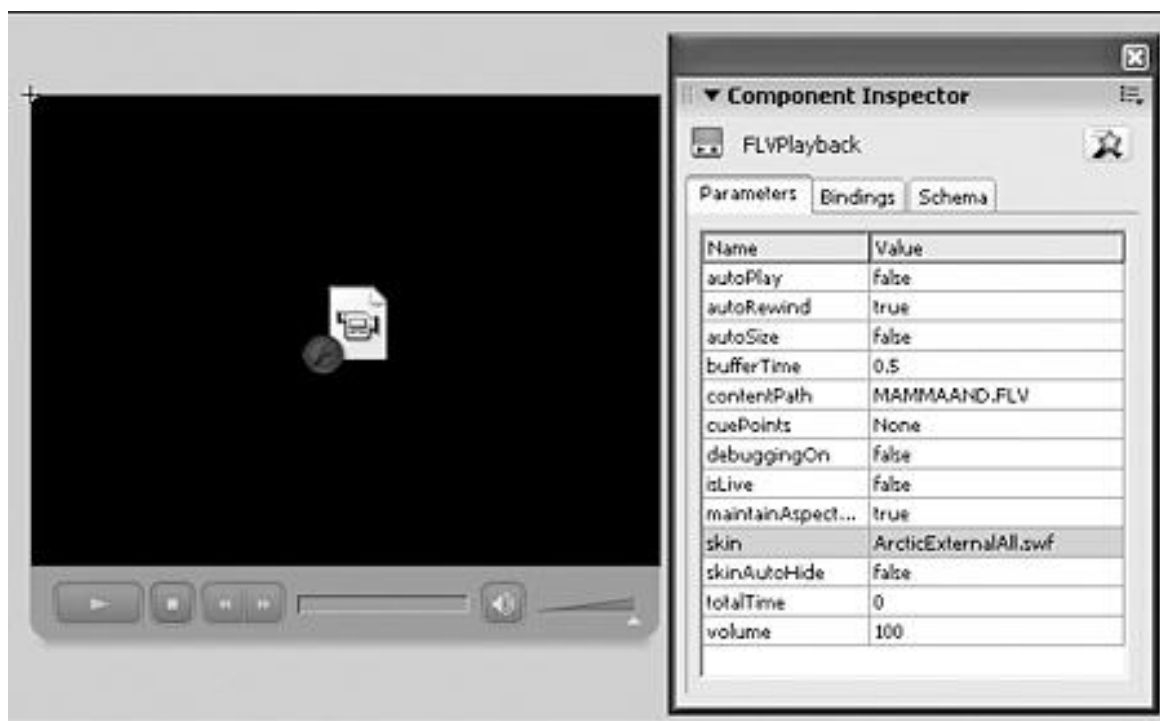 Component Inspector
FLVPlayback
Parameters Bindings Schema
Name Value
autoPlay false
autoRewind true
autoSize false
bufferTime 0.5
contentPath MAMMAAND.FLV
cuePoints None
debuggingOn false
isLive false
maintainAspect... true
skin ArcticExternalAll.swf
skinAutoHide false
totalTime 0
volume 100